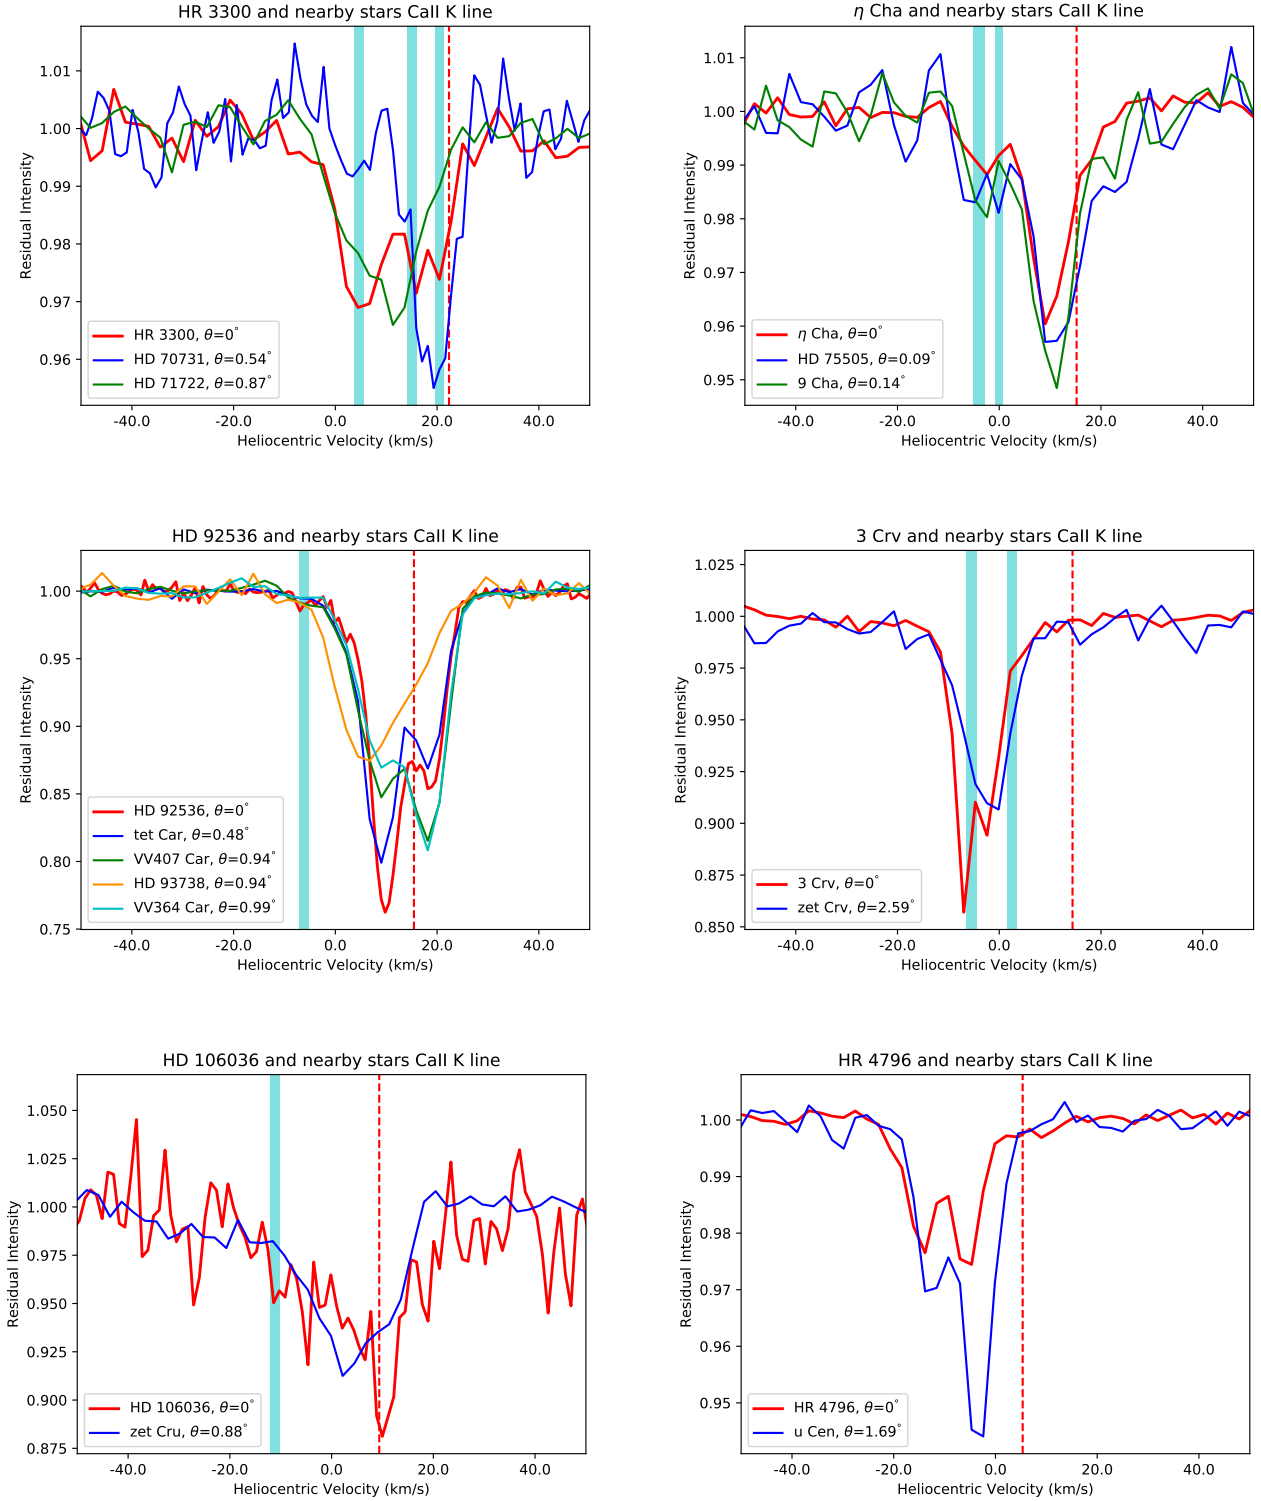 HR 3300 and nearby stars CaII K line
Residual Intensity
1.01
1.00
0.99
0.98
0.97
0.96
HR 3300, θ=0°
HD 70731, θ=0.54°
HD 71722, θ=0.87°
-40.0 -20.0 0.0 20.0 40.0
Heliocentric Velocity (km/s)
η Cha and nearby stars CaII K line
Residual Intensity
1.01
1.00
0.99
0.98
0.97
0.96
0.95
η Cha, θ=0°
HD 75505, θ=0.09°
9 Cha, θ=0.14°
-40.0 -20.0 0.0 20.0 40.0
Heliocentric Velocity (km/s)
HD 92536 and nearby stars CaII K line
Residual Intensity
1.00
0.95
0.90
0.85
0.80
0.75
HD 92536, θ=0°
tet Car, θ=0.48°
VV407 Car, θ=0.94°
HD 93738, θ=0.94°
VV364 Car, θ=0.99°
-40.0 -20.0 0.0 20.0 40.0
Heliocentric Velocity (km/s)
3 Crv and nearby stars CaII K line
Residual Intensity
1.025
1.000
0.975
0.950
0.925
0.900
0.875
0.850
3 Crv, θ=0°
zet Crv, θ=2.59°
-40.0 -20.0 0.0 20.0 40.0
Heliocentric Velocity (km/s)
HD 106036 and nearby stars CaII K line
Residual Intensity
1.050
1.025
1.000
0.975
0.950
0.925
0.900
0.875
HD 106036, θ=0°
zet Cru, θ=0.88°
-40.0 -20.0 0.0 20.0 40.0
Heliocentric Velocity (km/s)
HR 4796 and nearby stars CaII K line
Residual Intensity
1.00
0.99
0.98
0.97
0.96
0.95
HR 4796, θ=0°
u Cen, θ=1.69°
-40.0 -20.0 0.0 20.0 40.0
Heliocentric Velocity (km/s)